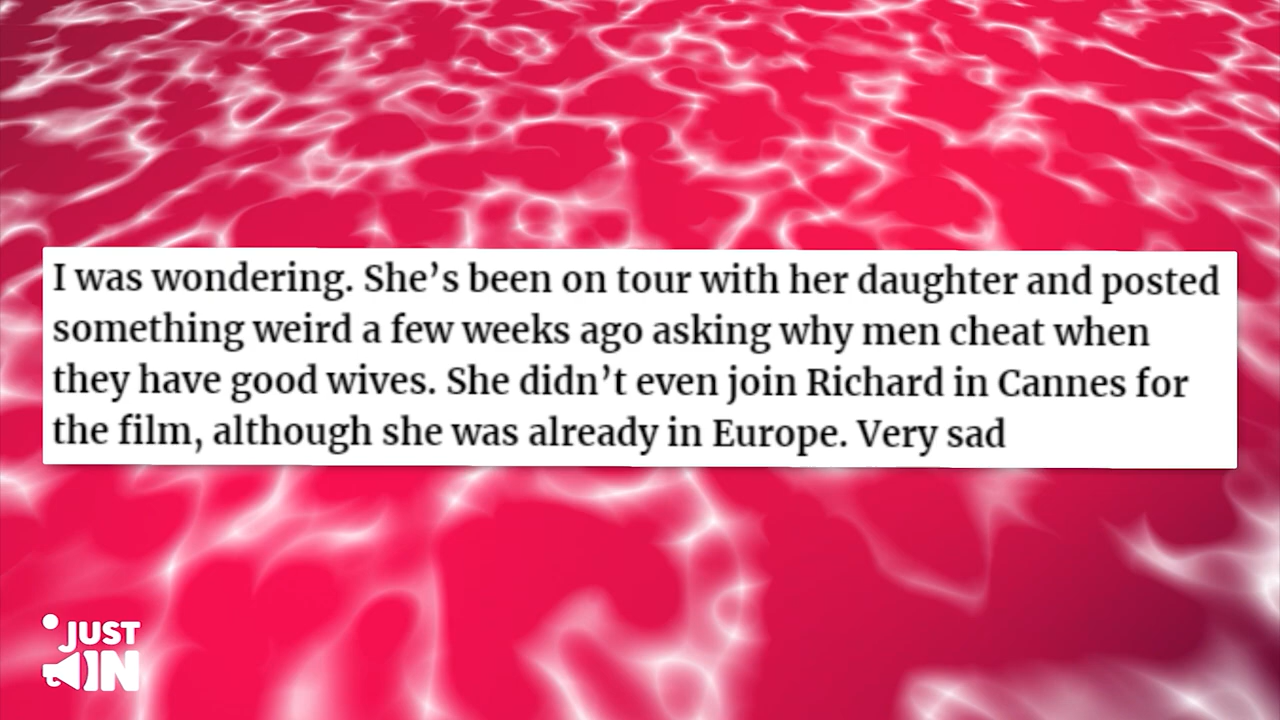 I was wondering. She’s been on tour with her daughter and posted
something weird a few weeks ago asking why men cheat when
they have good wives. She didn’t even join Richard in Cannes for
the film, although she was already in Europe. Very sad
JUST
IN